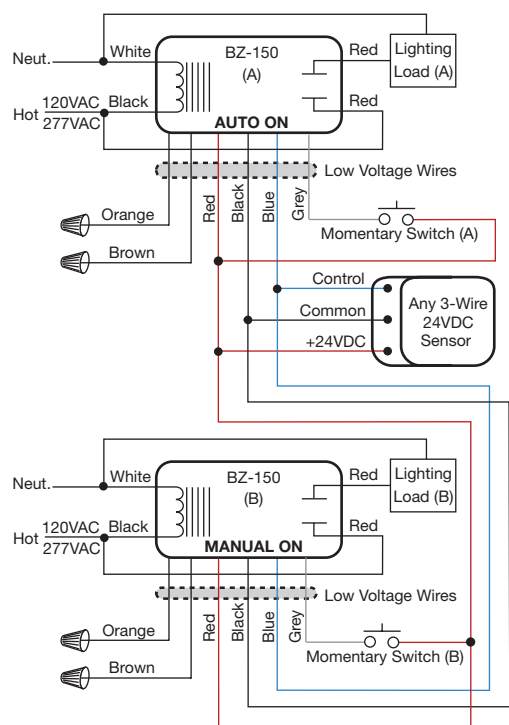 White
BZ-150
(A)
Red
Lighting
Load (A)
Neut.
Hot 120VAC Black
277VAC
Red
AUTO ON
Low Voltage Wires
Red
Black
Blue
Grey
Orange
Momentary Switch (A)
Brown
Control
Common
+24VDC
Any 3-Wire
24VDC
Sensor
White
BZ-150
(B)
Red
Lighting
Load (B)
Neut.
Hot 120VAC Black
277VAC
Red
MANUAL ON
Low Voltage Wires
Red
Black
Blue
Grey
Orange
Momentary Switch (B)
Brown